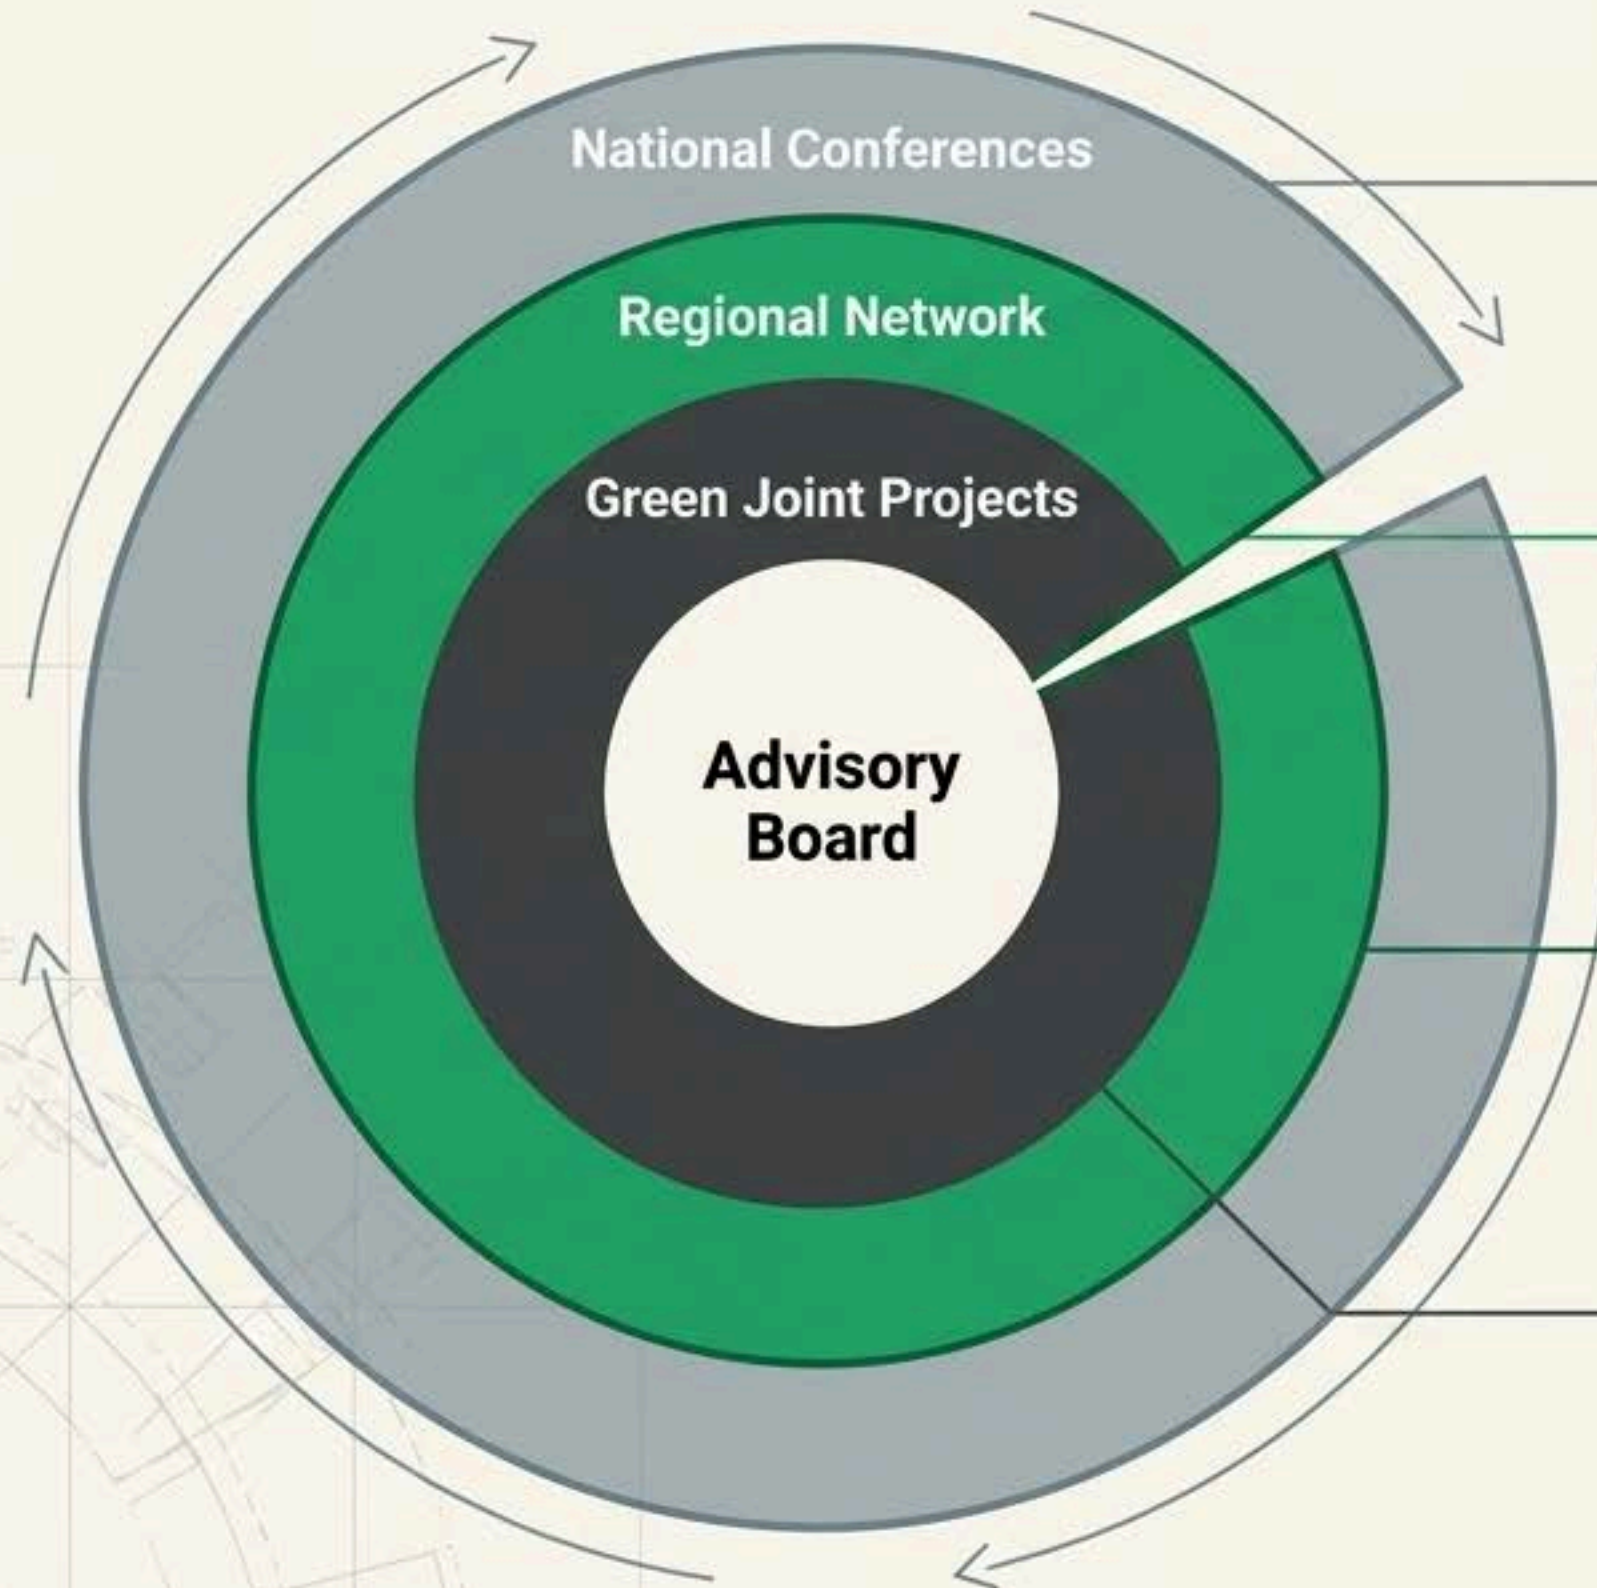 National Conferences
Regional Network
Green Joint Projects
Advisory
Board